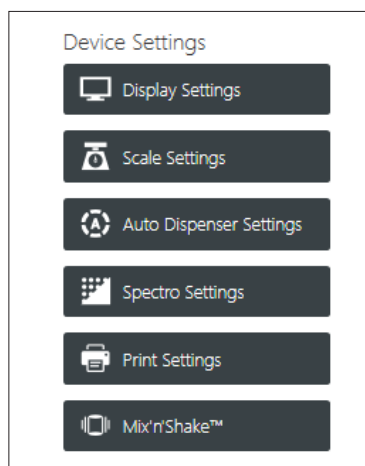 Device Settings
Display Settings
Scale Settings
Auto Dispenser Settings
Spectro Settings
Print Settings
Mix'n'Shake™